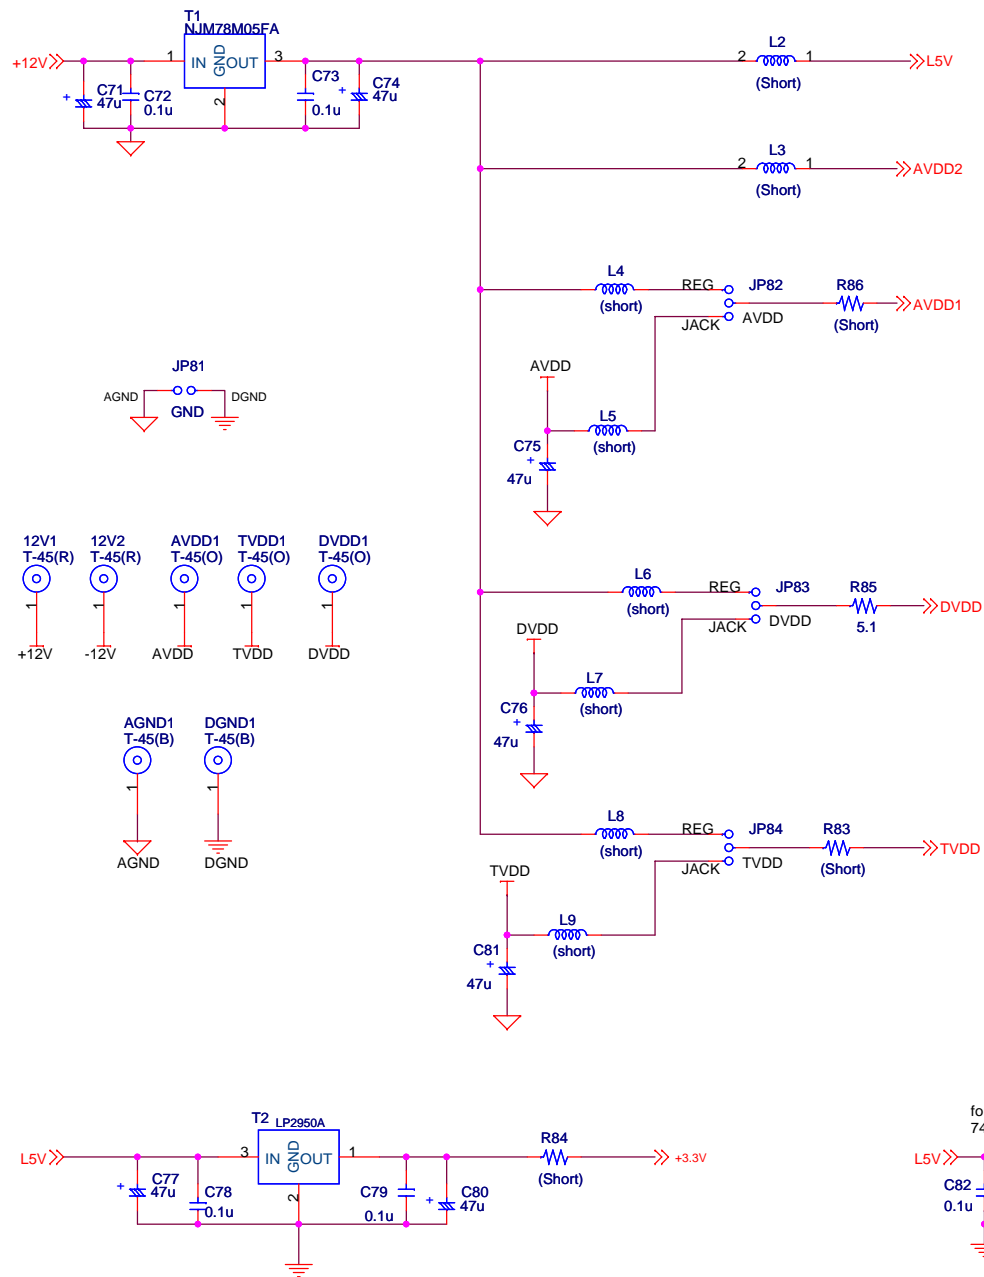 T1
NJM78M05FA
+12V
1
IN
GND
OUT
3
2
C71
47u
+
C72
0.1u
C73
0.1u
C74
47u
+
L2
2
1
(Short)
L5V
L3
2
1
(Short)
AVDD2
L4
(short)
REG
JP82
JACK
AVDD
R86
(Short)
AVDD1
JP81
AGND
DGND
GND
AVDD
L5
(short)
C75
+
47u
12V1
T-45(R)
1
+12V
12V2
T-45(R)
1
-12V
AVDD1
T-45(O)
1
AVDD
TVDD1
T-45(O)
1
TVDD
DVDD1
T-45(O)
1
DVDD
L6
(short)
REG
JP83
JACK
DVDD
R85
5.1
DVDD
DVDD
L7
(short)
C76
+
47u
AGND1
T-45(B)
1
AGND
DGND1
T-45(B)
1
DGND
L8
(short)
REG
JP84
JACK
TVDD
R83
(Short)
TVDD
TVDD
L9
(short)
C81
+
47u
T2
LP2950A
L5V
3
IN
GND
OUT
1
2
C77
47u
+
C78
0.1u
C79
0.1u
C80
47u
+
R84
(Short)
+3.3V
fo
74
L5V
C82
0.1u